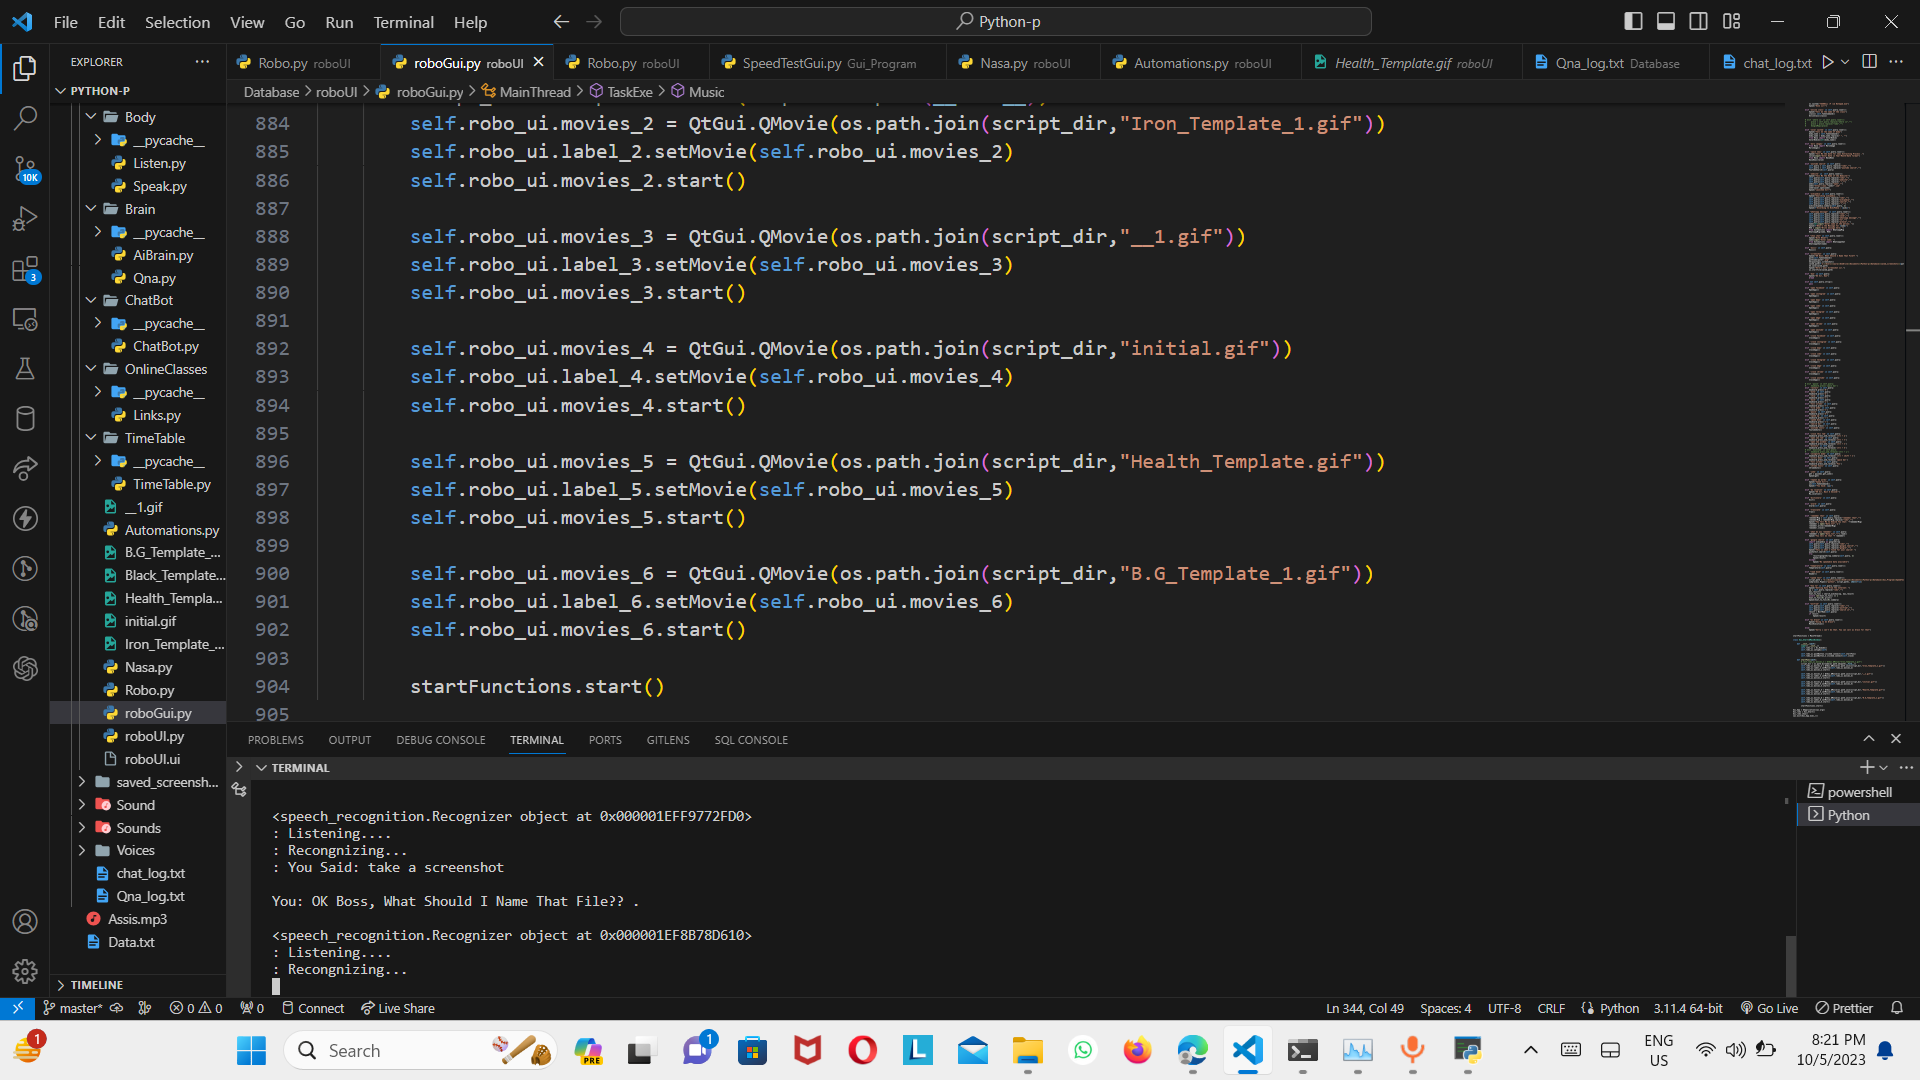 File Edit Selection View Go Run Terminal Help
Python-p
EXPLORER
Robo.py roboUI
roboGui.py roboUI
Robo.py roboUI
SpeedTestGui.py Gui_Program
Nasa.py roboUI
Automations.py roboUI
Health_Template.gif roboUI
Qna_log.txt Database
chat_log.txt
PYTHON-P
Database > roboUI > roboGui.py > MainThread > TaskExe > Music
Body
__pycache__
Listen.py
Speak.py
Brain
__pycache__
AiBrain.py
Qna.py
ChatBot
__pycache__
ChatBot.py
OnlineClasses
__pycache__
Links.py
TimeTable
__pycache__
TimeTable.py
__1.gif
Automations.py
B.G_Template_...
Black_Template...
Health_Templa...
initial.gif
Iron_Template_...
Nasa.py
Robo.py
roboGui.py
roboUI.py
roboUI.ui
saved_screensh...
Sound
Sounds
Voices
chat_log.txt
Qna_log.txt
Assis.mp3
Data.txt
TIMELINE
10K
3
884 self.robo_ui.movies_2 = QtGui.QMovie(os.path.join(script_dir,"Iron_Template_1.gif"))
885 self.robo_ui.label_2.setMovie(self.robo_ui.movies_2)
886 self.robo_ui.movies_2.start()
887
888 self.robo_ui.movies_3 = QtGui.QMovie(os.path.join(script_dir,"__1.gif"))
889 self.robo_ui.label_3.setMovie(self.robo_ui.movies_3)
890 self.robo_ui.movies_3.start()
891
892 self.robo_ui.movies_4 = QtGui.QMovie(os.path.join(script_dir,"initial.gif"))
893 self.robo_ui.label_4.setMovie(self.robo_ui.movies_4)
894 self.robo_ui.movies_4.start()
895
896 self.robo_ui.movies_5 = QtGui.QMovie(os.path.join(script_dir,"Health_Template.gif"))
897 self.robo_ui.label_5.setMovie(self.robo_ui.movies_5)
898 self.robo_ui.movies_5.start()
899
900 self.robo_ui.movies_6 = QtGui.QMovie(os.path.join(script_dir,"B.G_Template_1.gif"))
901 self.robo_ui.label_6.setMovie(self.robo_ui.movies_6)
902 self.robo_ui.movies_6.start()
903
904 startFunctions.start()
905
PROBLEMS OUTPUT DEBUG CONSOLE TERMINAL PORTS GITLENS SQL CONSOLE
TERMINAL
<speech_recognition.Recognizer object at 0x000001EFF9772FD0>
: Listening....
: Recongnizing...
: You Said: take a screenshot
You: OK Boss, What Should I Name That File?? .
<speech_recognition.Recognizer object at 0x000001EF8B78D610>
: Listening....
: Recongnizing...
powershell
Python
master* 0 0 0 Connect Live Share
Ln 344, Col 49 Spaces: 4 UTF-8 CRLF Python 3.11.4 64-bit Go Live Prettier
1
Search
PRE
1
ENG
US
8:21 PM
10/5/2023